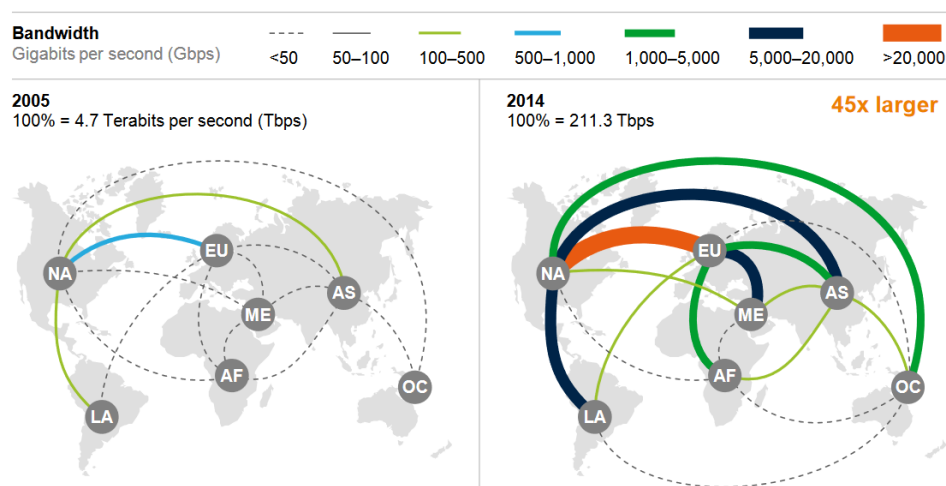 Bandwidth
Gigabits per second (Gbps)
<50
50–100
100–500
500–1,000
1,000–5,000
5,000–20,000
>20,000
2005
100% = 4.7 Terabits per second (Tbps)
NA
EU
ME
AS
AF
LA
OC
2014
45x larger
100% = 211.3 Tbps
NA
EU
ME
AS
AF
LA
OC